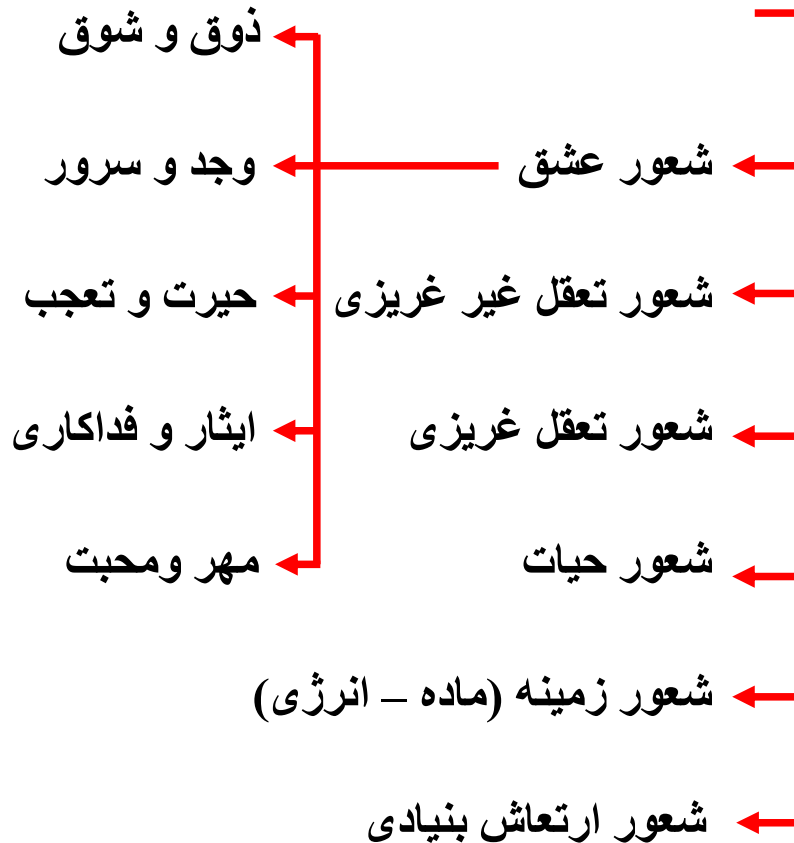 شعور عشق
شعور تعقل غیر غریزی
شعور تعقل غریزی
شعور حیات
شعور زمینه (ماده – انرژی)
شعور ارتعاش بنیادی
ذوق و شوق
وجد و سرور
حیرت و تعجب
ایثار و فداکاری
مهر ومحبت